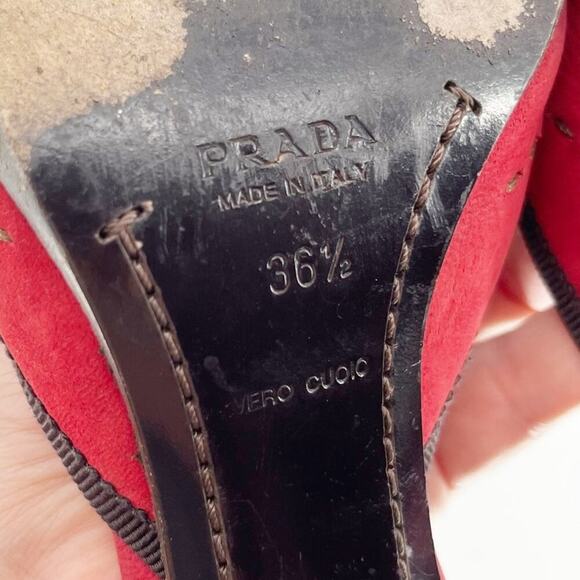 PRADA
MADE IN ITALY
36½
VERO CUOIO